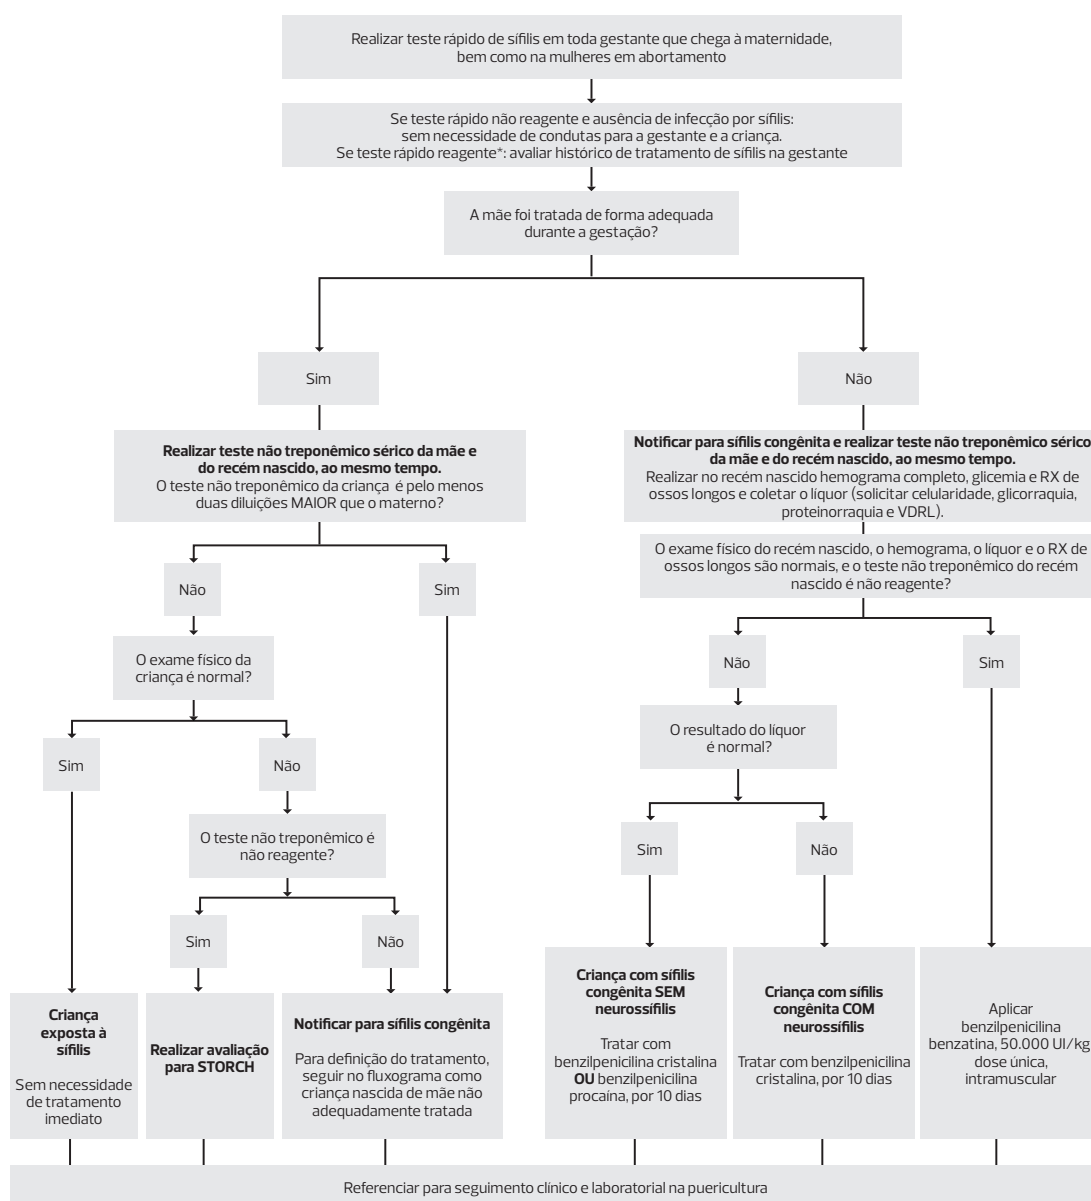 Realizar teste rápido de sífilis em toda gestante que chega à maternidade,
bem como na mulheres em abortamento
Se teste rápido não reagente e ausência de infecção por sífilis:
sem necessidade de condutas para a gestante e a criança.
Se teste rápido reagente*: avaliar histórico de tratamento de sífilis na gestante
A mãe foi tratada de forma adequada
durante a gestação?
Sim
Não
Realizar teste não treponêmico sérico da mãe e
do recém nascido, ao mesmo tempo.
O teste não treponêmico da criança é pelo menos
duas diluições MAIOR que o materno?
Notificar para sífilis congênita e realizar teste não treponêmico sérico
da mãe e do recém nascido, ao mesmo tempo.
Realizar no recém nascido hemograma completo, glicemia e RX de
ossos longos e coletar o líquor (solicitar celularidade, glicorraquia,
proteinorraquia e VDRL).
O exame físico do recém nascido, o hemograma, o líquor e o RX de
ossos longos são normais, e o teste não treponêmico do recém
nascido é não reagente?
Não
Sim
O exame físico da
criança é normal?
Não
Sim
O resultado do líquor
é normal?
Sim
Não
O teste não treponêmico é
não reagente?
Sim
Não
Sim
Não
Criança
exposta à
sífilis
Sem necessidade
de tratamento
imediato
Realizar avaliação
para STORCH
Notificar para sífilis congênita
Para definição do tratamento,
seguir no fluxograma como
criança nascida de mãe não
adequadamente tratada
Criança com sífilis
congênita SEM
neurossífilis
Tratar com
benzilpenicilina cristalina
OU benzilpenicilina
procaína, por 10 dias
Criança com sífilis
congênita COM
neurossífilis
Tratar com benzilpenicilina
cristalina, por 10 dias
Aplicar
benzilpenicilina
benzatina, 50.000 UI/kg,
dose única,
intramuscular
Referenciar para seguimento clínico e laboratorial na puericultura